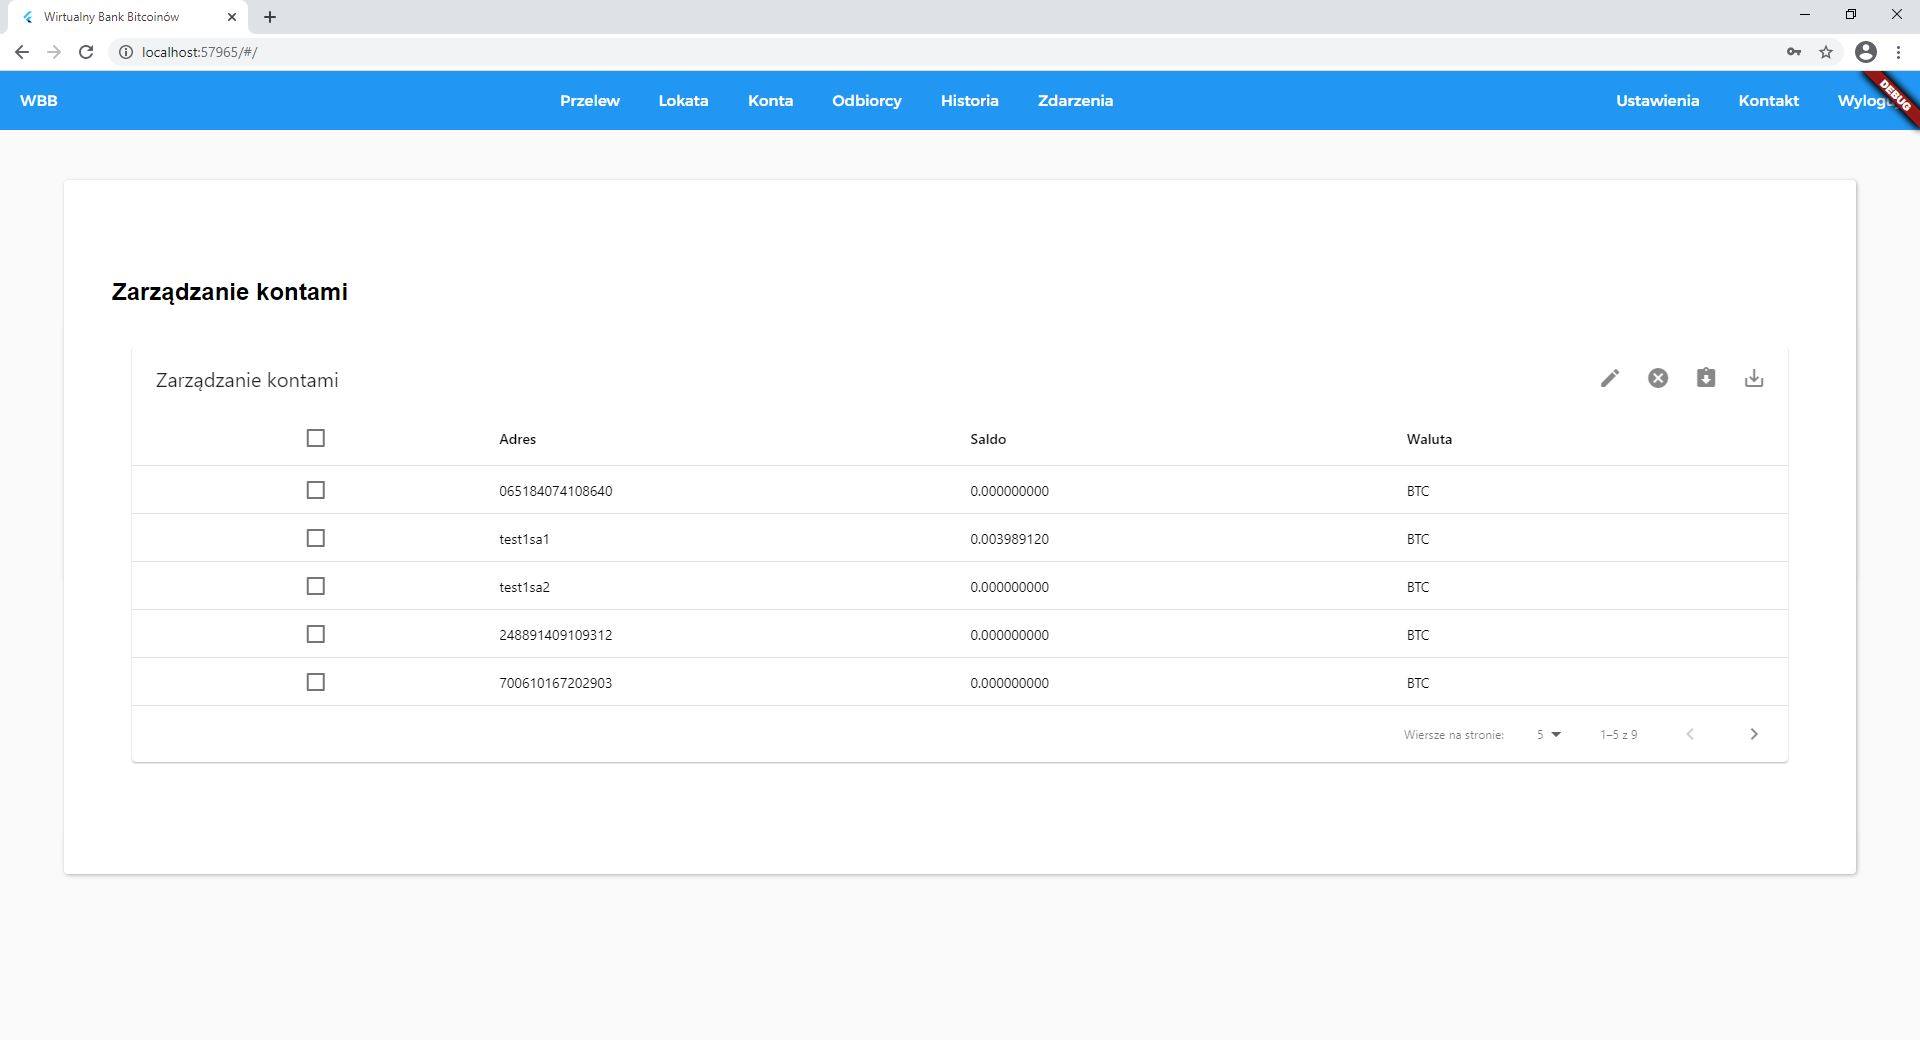 Wirtualny Bank Bitcoinów
localhost:57965/#/
WBB Przelew Lokata Konta Odbiorcy Historia Zdarzenia Ustawienia Kontakt
DEBUG
Zarządzanie kontami
Zarządzanie kontami
Adres Saldo Waluta
065184074108640 0.000000000 BTC
test1sa1 0.003989120 BTC
test1sa2 0.000000000 BTC
248891409109312 0.000000000 BTC
700610167202903 0.000000000 BTC
Wiersze na stronie: 5 1–5 z 9